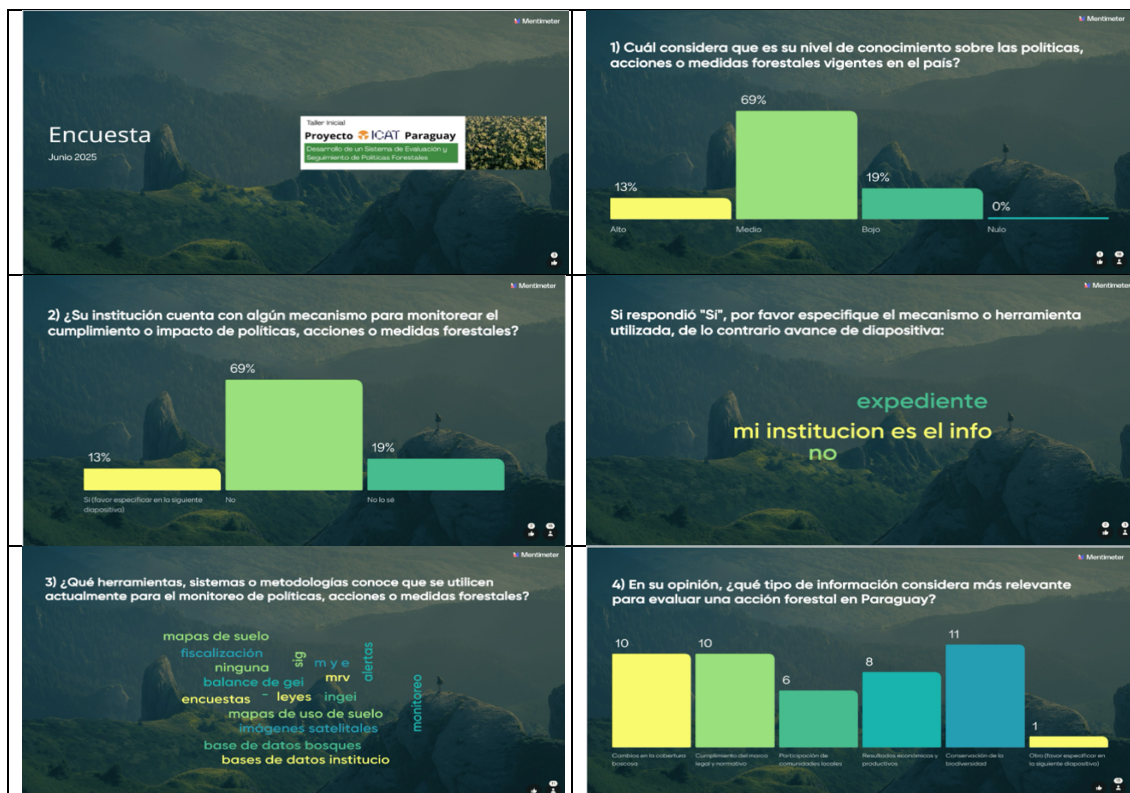 Mentimeter
Encuesta
Junio 2025
Taller Inicial
Proyecto ICAT Paraguay
Desarrollo de un Sistema de Evaluación y
Seguimiento de Políticas Forestales
Mentimeter
1) Cuál considera que es su nivel de conocimiento sobre las políticas,
acciones o medidas forestales vigentes en el país?
13%
69%
19%
0%
Alto
Medio
Bajo
Nulo
Mentimeter
2) ¿Su institución cuenta con algún mecanismo para monitorear el
cumplimiento o impacto de políticas, acciones o medidas forestales?
13%
69%
19%
Sí (favor especificar en la siguiente
diapositiva)
No
No lo sé
Mentimeter
Si respondió "Sí", por favor especifique el mecanismo o herramienta
utilizada, de lo contrario avance de diapositiva:
expediente
mi institucion es el info
no
Mentimeter
3) ¿Qué herramientas, sistemas o metodologías conoce que se utilicen
actualmente para el monitoreo de políticas, acciones o medidas forestales?
mapas de suelo
fiscalización
sig
m y e
alertas
ninguna
mrv
balance de gei
monitoreo
encuestas
-
leyes
ingei
mapas de uso de suelo
imágenes satelitales
base de datos bosques
bases de datos institucio
Mentimeter
4) En su opinión, ¿qué tipo de información considera más relevante
para evaluar una acción forestal en Paraguay?
10
10
6
8
11
1
Cambios en la cobertura
boscosa
Cumplimiento del marco
legal y normativo
Participación de
comunidades locales
Resultados económicos y
productivos
Conservación de la
biodiversidad
Otro (favor especificar en
la siguiente diapositiva)